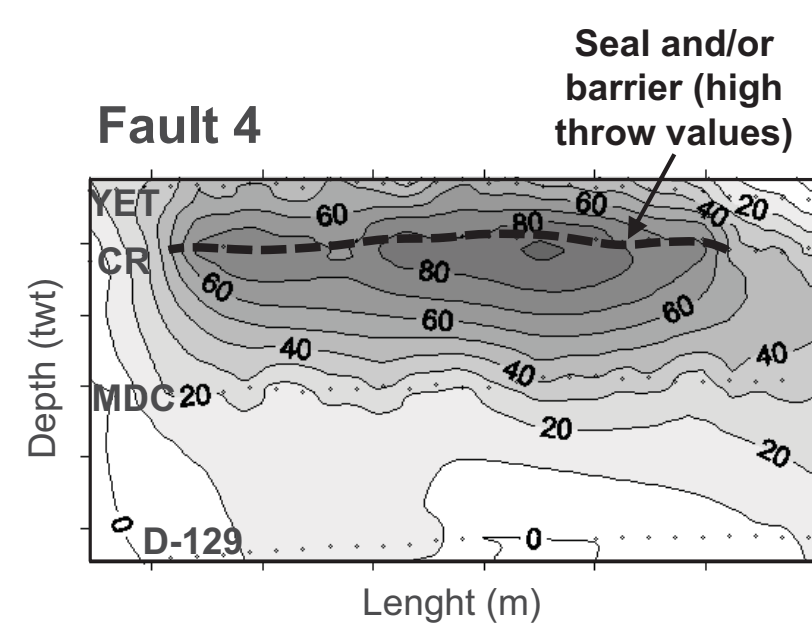 Seal and/or
barrier (high
throw values)
Fault 4
YET
60
80
60
40
20
CR
60
80
60
60
40
40
40
MDC
20
20
20
0
D-129
0
Depth (twt)
Lenght (m)